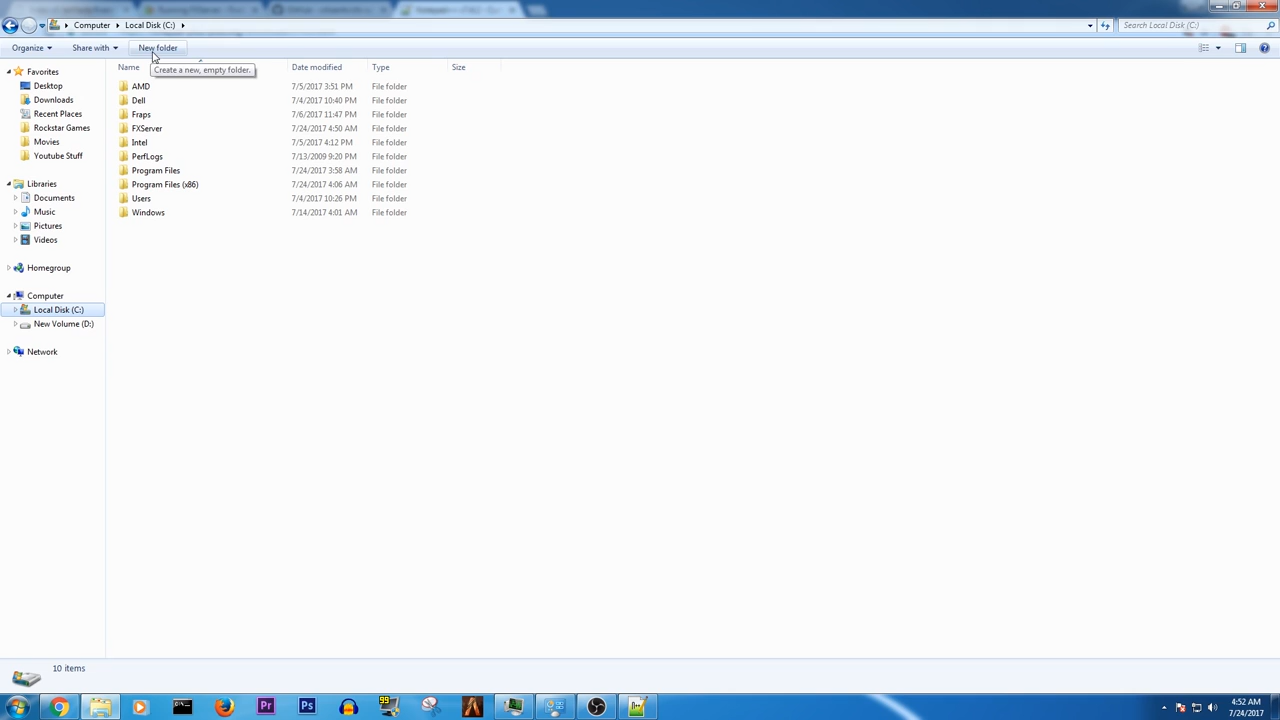 Computer Local Disk (C:) Search Local Disk (C:)
Organize Share with New folder
Create a new, empty folder.
Name Date modified Type Size
Favorites
Desktop
Downloads
Recent Places
Rockstar Games
Movies
Youtube Stuff
Libraries
Documents
Music
Pictures
Videos
Homegroup
Computer
Local Disk (C:)
New Volume (D:)
Network
AMD 7/5/2017 3:51 PM File folder
Dell 7/4/2017 10:40 PM File folder
Fraps 7/6/2017 11:47 PM File folder
FXServer 7/24/2017 4:50 AM File folder
Intel 7/5/2017 4:12 PM File folder
PerfLogs 7/13/2009 9:20 PM File folder
Program Files 7/24/2017 3:58 AM File folder
Program Files (x86) 7/24/2017 4:06 AM File folder
Users 7/4/2017 10:26 PM File folder
Windows 7/14/2017 4:01 AM File folder
10 items
Pr Ps 99
4:52 AM
7/24/2017